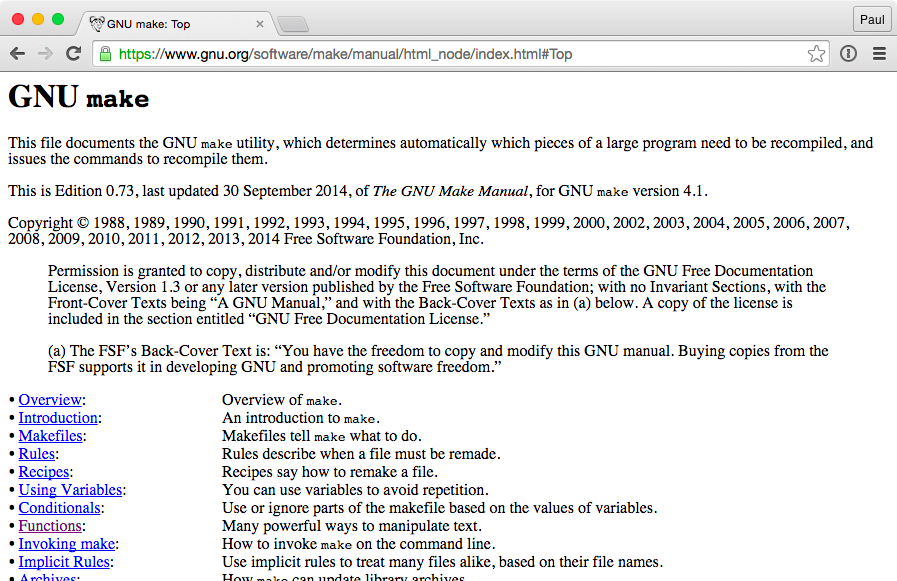 GNU make: Top
Paul
https://www.gnu.org/software/make/manual/html_node/index.html#Top
GNU make
This file documents the GNU make utility, which determines automatically which pieces of a large program need to be recompiled, and
issues the commands to recompile them.
This is Edition 0.73, last updated 30 September 2014, of The GNU Make Manual, for GNU make version 4.1.
Copyright © 1988, 1989, 1990, 1991, 1992, 1993, 1994, 1995, 1996, 1997, 1998, 1999, 2000, 2002, 2003, 2004, 2005, 2006, 2007,
2008, 2009, 2010, 2011, 2012, 2013, 2014 Free Software Foundation, Inc.
Permission is granted to copy, distribute and/or modify this document under the terms of the GNU Free Documentation
License, Version 1.3 or any later version published by the Free Software Foundation; with no Invariant Sections, with the
Front-Cover Texts being “A GNU Manual,” and with the Back-Cover Texts as in (a) below. A copy of the license is
included in the section entitled “GNU Free Documentation License.”
(a) The FSF’s Back-Cover Text is: “You have the freedom to copy and modify this GNU manual. Buying copies from the
FSF supports it in developing GNU and promoting software freedom.”
• Overview: Overview of make.
• Introduction: An introduction to make.
• Makefiles: Makefiles tell make what to do.
• Rules: Rules describe when a file must be remade.
• Recipes: Recipes say how to remake a file.
• Using Variables: You can use variables to avoid repetition.
• Conditionals: Use or ignore parts of the makefile based on the values of variables.
• Functions: Many powerful ways to manipulate text.
• Invoking make: How to invoke make on the command line.
• Implicit Rules: Use implicit rules to treat many files alike, based on their file names.
• Archives: How make can update library archives.